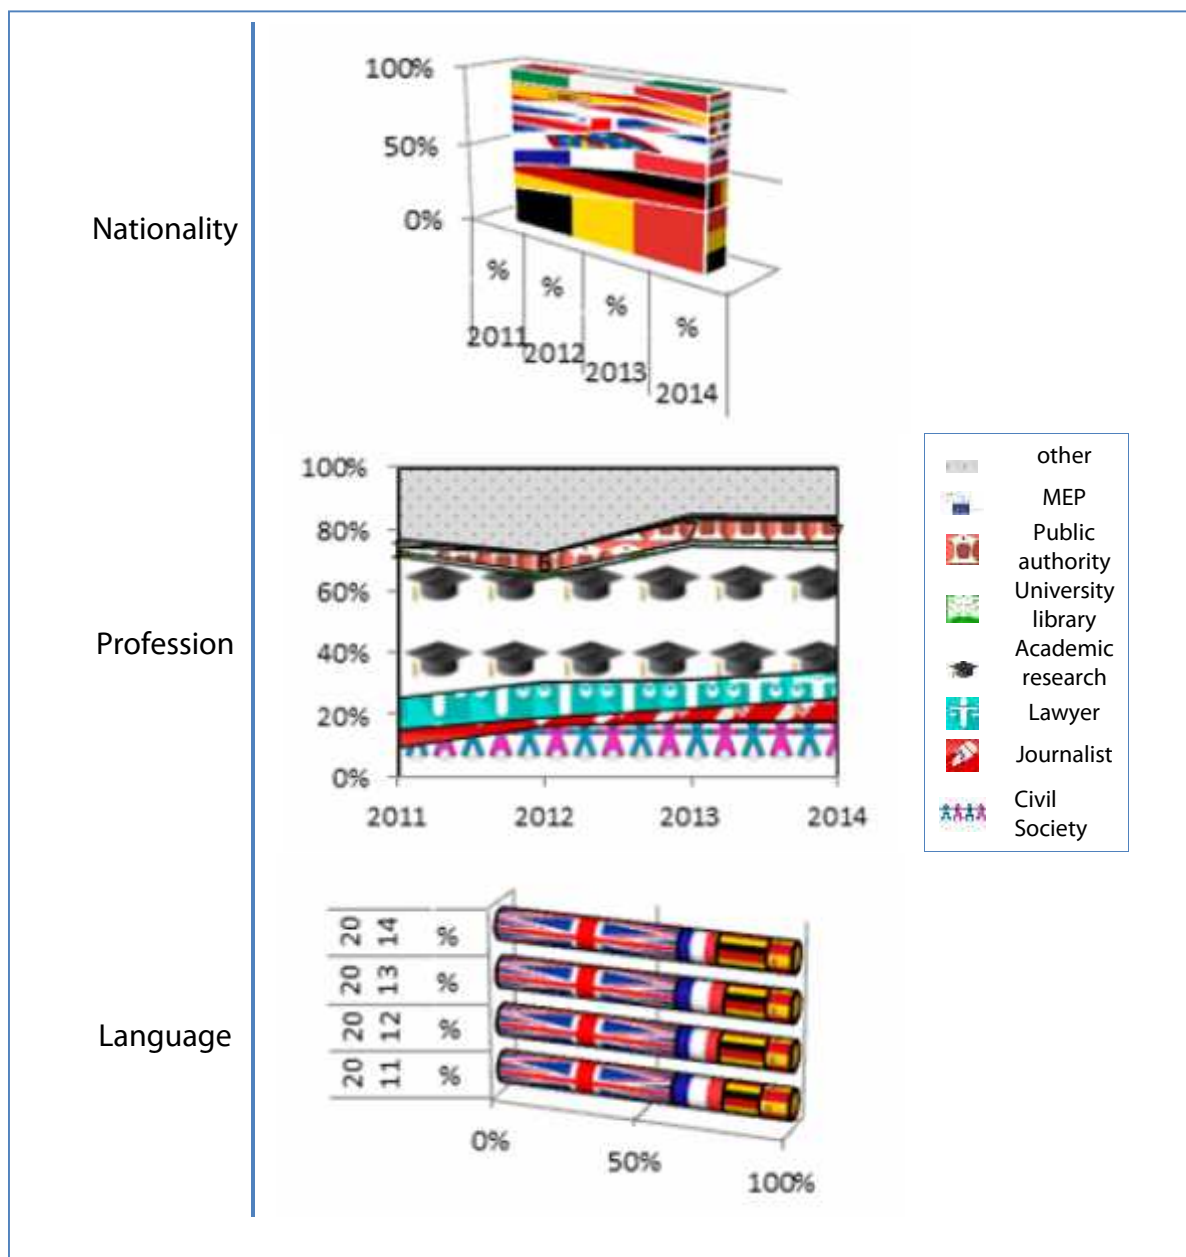 Nationality
100%
50%
0%
%
%
%
%
2011
2012
2013
2014
Profession
100%
80%
60%
40%
20%
0%
2011
2012
2013
2014
other
MEP
Public
authority
University
library
Academic
research
Lawyer
Journalist
Civil
Society
Language
20
14
%
20
13
%
20
12
%
20
11
%
0%
50%
100%